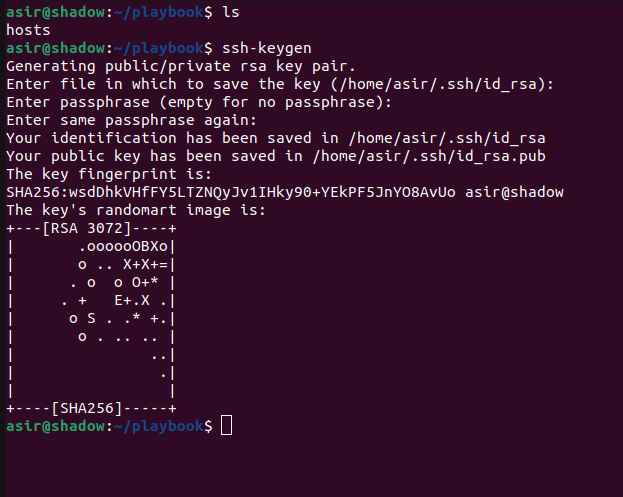 asir@shadow:~/playbook$ ls
hosts
asir@shadow:~/playbook$ ssh-keygen
Generating public/private rsa key pair.
Enter file in which to save the key (/home/asir/.ssh/id_rsa):
Enter passphrase (empty for no passphrase):
Enter same passphrase again:
Your identification has been saved in /home/asir/.ssh/id_rsa
Your public key has been saved in /home/asir/.ssh/id_rsa.pub
The key fingerprint is:
SHA256:wsdDhkVHfFY5LTZNQyJv1IHky90+YEkPF5JnYO8AvUo asir@shadow
The key's randomart image is:
+---[RSA 3072]----+
|       .oooooOBXo|
|       o .. X+X+=|
|      . o  o O+* |
|     . +   E+.X .|
|      o S . .* +.|
|       o . .. .. |
|               ..|
|                .|
|                 |
+----[SHA256]-----+
asir@shadow:~/playbook$